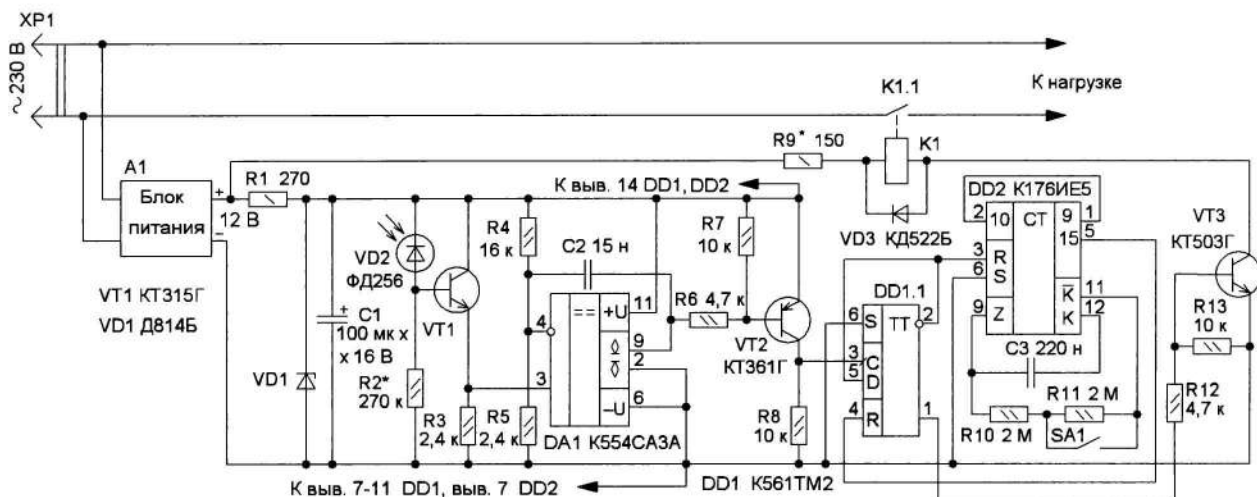 XP1
~230 В
К нагрузке
K1.1
R9* 150
K1
A1
Блок
питания
+
12 В
−
R1 270
К выв. 14 DD1, DD2
VD3 КД522Б
DD2 К176ИЕ5
2 10 CT 9 1
15 5
3 R
6 S
K 11
9 Z K 12
C3 220 н
R10 2 М
R11 2 М
SA1
VT3
КТ503Г
R13
10 к
R12
4,7 к
VT1 КТ315Г
VD1 Д814Б
VD1
+
C1
100 мк х
х 16 В
VD2
ФД256
VT1
R2*
270 к
R3
2,4 к
R4
16 к
R5
2,4 к
C2 15 н
4 == +U 11
9
2
3 −U 6
DA1 К554СА3А
R6 4,7 к
R7
10 к
VT2
КТ361Г
R8
10 к
DD1.1
6 S TT 2
3 C
5 D
4 R 1
DD1 К561ТМ2
К выв. 7-11 DD1, выв. 7 DD2